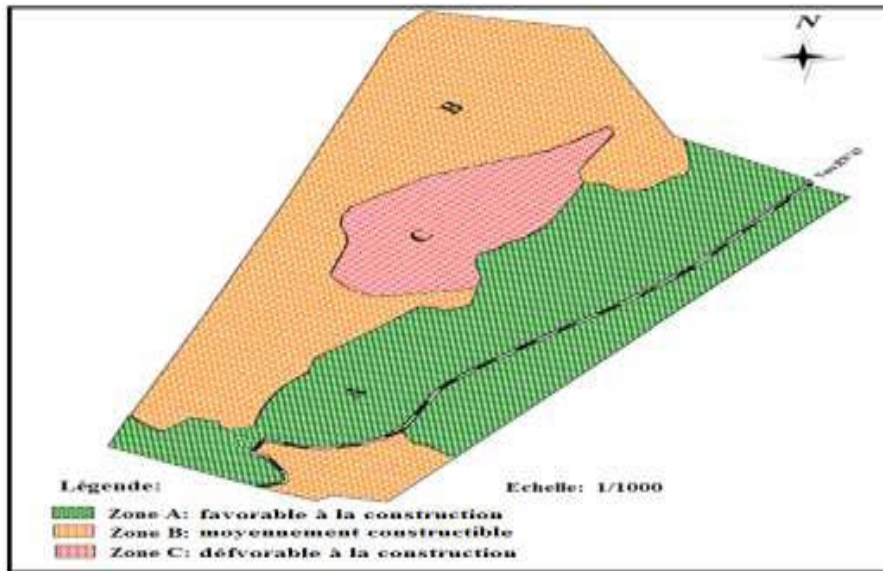 N
B
C
A
Légende:
Echelle: 1/1000
Zone A: favorable à la construction
Zone B: moyennement constructible
Zone C: défvorable à la construction